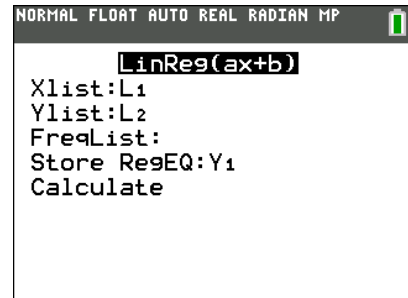 NORMAL FLOAT AUTO REAL RADIAN MP
LinReg(ax+b)
Xlist:L₁
Ylist:L₂
FreqList:
Store RegEQ:Y₁
Calculate